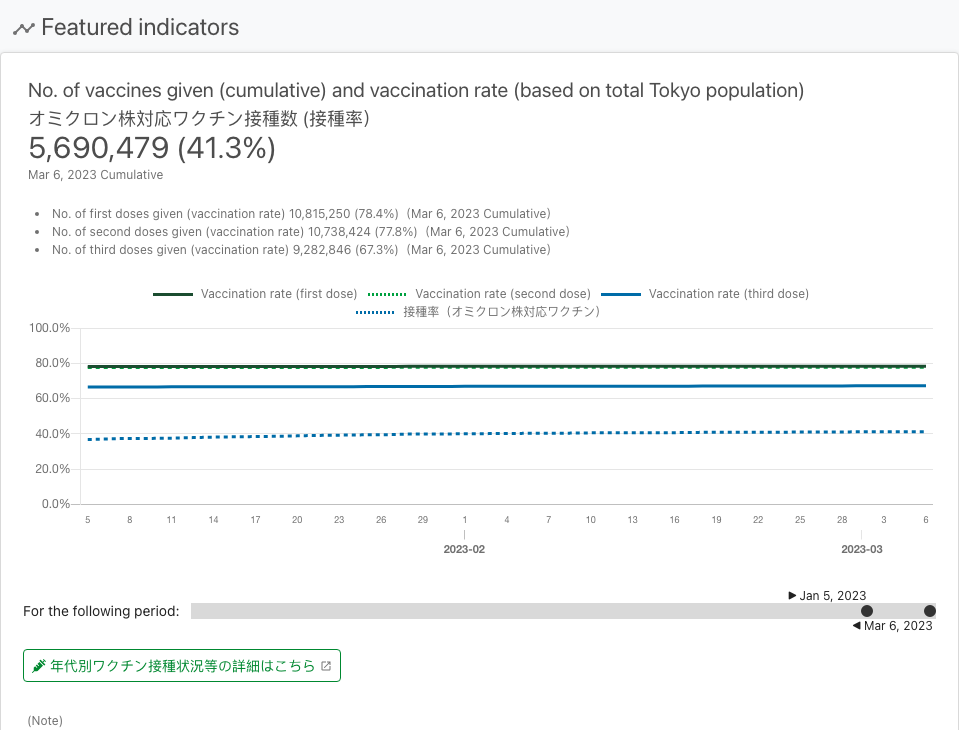 Featured indicators
No. of vaccines given (cumulative) and vaccination rate (based on total Tokyo population)
オミクロン株対応ワクチン接種数 (接種率)
5,690,479 (41.3%)
Mar 6, 2023 Cumulative
• No. of first doses given (vaccination rate) 10,815,250 (78.4%)（Mar 6, 2023 Cumulative）
• No. of second doses given (vaccination rate) 10,738,424 (77.8%)（Mar 6, 2023 Cumulative）
• No. of third doses given (vaccination rate) 9,282,846 (67.3%)（Mar 6, 2023 Cumulative）
Vaccination rate (first dose) Vaccination rate (second dose) Vaccination rate (third dose)
接種率（オミクロン株対応ワクチン）
100.0%
80.0%
60.0%
40.0%
20.0%
0.0%
5 8 11 14 17 20 23 26 29 1 4 7 10 13 16 19 22 25 28 3 6
2023-02 2023-03
▶ Jan 5, 2023
For the following period:
◀ Mar 6, 2023
年代別ワクチン接種状況等の詳細はこちら
(Note)